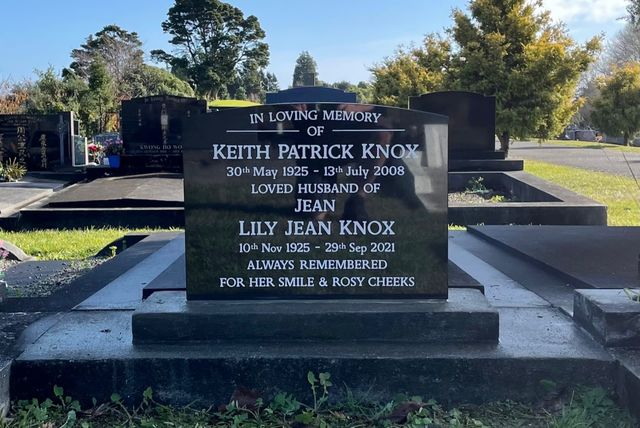 IN LOVING MEMORY
OF
KEITH PATRICK KNOX
30th May 1925 - 13th July 2008
LOVED HUSBAND OF
JEAN
LILY JEAN KNOX
10th Nov 1925 - 29th Sep 2021
ALWAYS REMEMBERED
FOR HER SMILE & ROSY CHEEKS